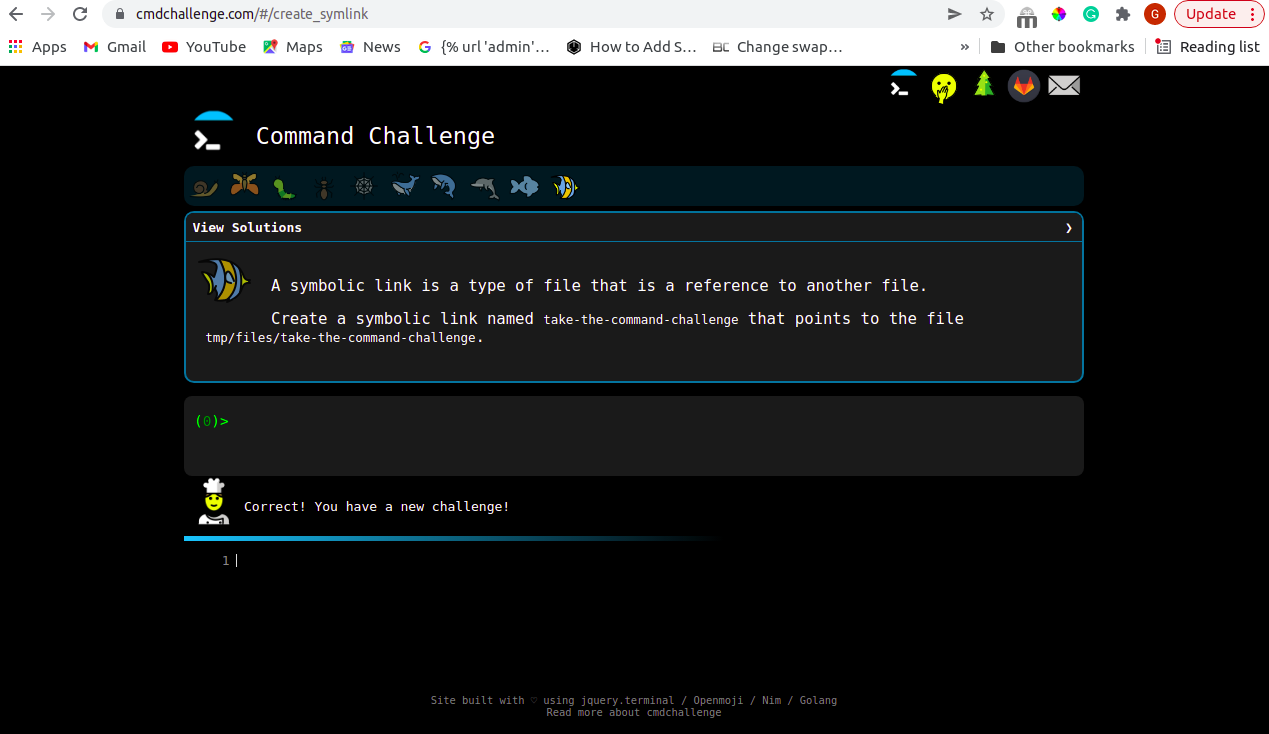 cmdchallenge.com/#/create_symlink
G
G
Update
Apps
Gmail
YouTube
Maps
News
{% url 'admin'...
How to Add S...
Change swap...
»
Other bookmarks
Reading list
Command Challenge
View Solutions ❯
A symbolic link is a type of file that is a reference to another file.
Create a symbolic link named take-the-command-challenge that points to the file
tmp/files/take-the-command-challenge.
(0)>
Correct! You have a new challenge!
1
Site built with ♡ using jquery.terminal / Openmoji / Nim / Golang
Read more about cmdchallenge